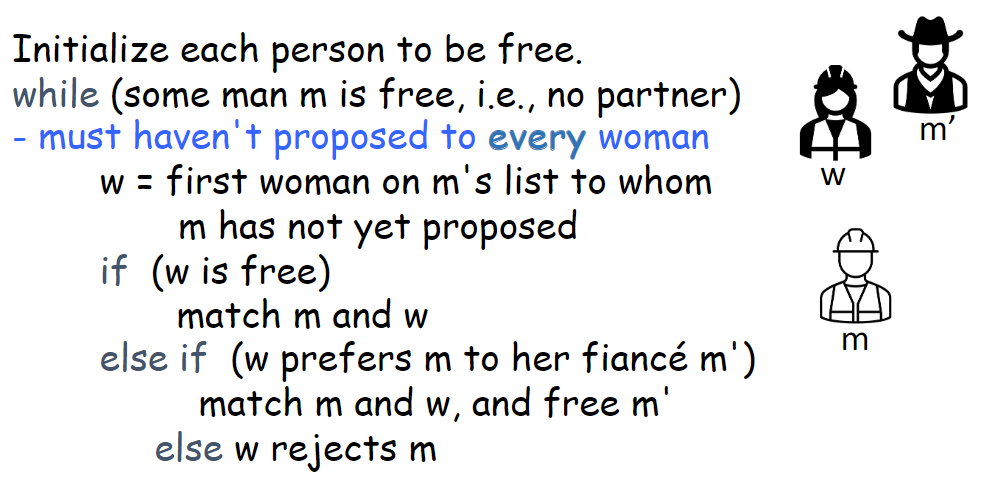 Initialize each person to be free.
while (some man m is free, i.e., no partner)
- must haven't proposed to every woman
w = first woman on m's list to whom
m has not yet proposed
if (w is free)
match m and w
else if (w prefers m to her fiancé m')
match m and w, and free m'
else w rejects m
m’
w
m